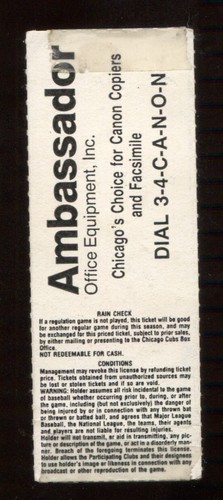 Ambassador
Office Equipment, Inc.
Chicago's Choice for Canon Copiers
and Facsimile
DIAL 3-4-C-A-N-O-N
RAIN CHECK
If a regulation game is not played, this ticket will be good
for another regular game during this season, and may
be exchanged for this priced ticket, subject to prior sales,
by either mailing or presenting to the Chicago Cubs Box
Office.
NOT REDEEMABLE FOR CASH.
CONDITIONS
Management may revoke this license by refunding ticket
price. Tickets obtained from unauthorized sources may
be lost or stolen tickets and if so are void.
WARNING: Holder assumes all risk incidental to the game
of baseball whether occurring prior to, during, or after
the game, including (but not exclusively) the danger of
being injured by or in connection with any thrown bat
or thrown or batted ball, and agrees that Major League
Baseball, the National League, the teams, their agents
and players are not liable for resulting injuries.
Holder will not transmit, or aid in transmitting, any pic-
ture or description of the game, or act in a disorderly man-
ner. Breach of the foregoing terminates this license.
Holder allows the Participating Clubs and their designees
to use holder's image or likeness in connection with any
broadcast or other reproduction of the game.